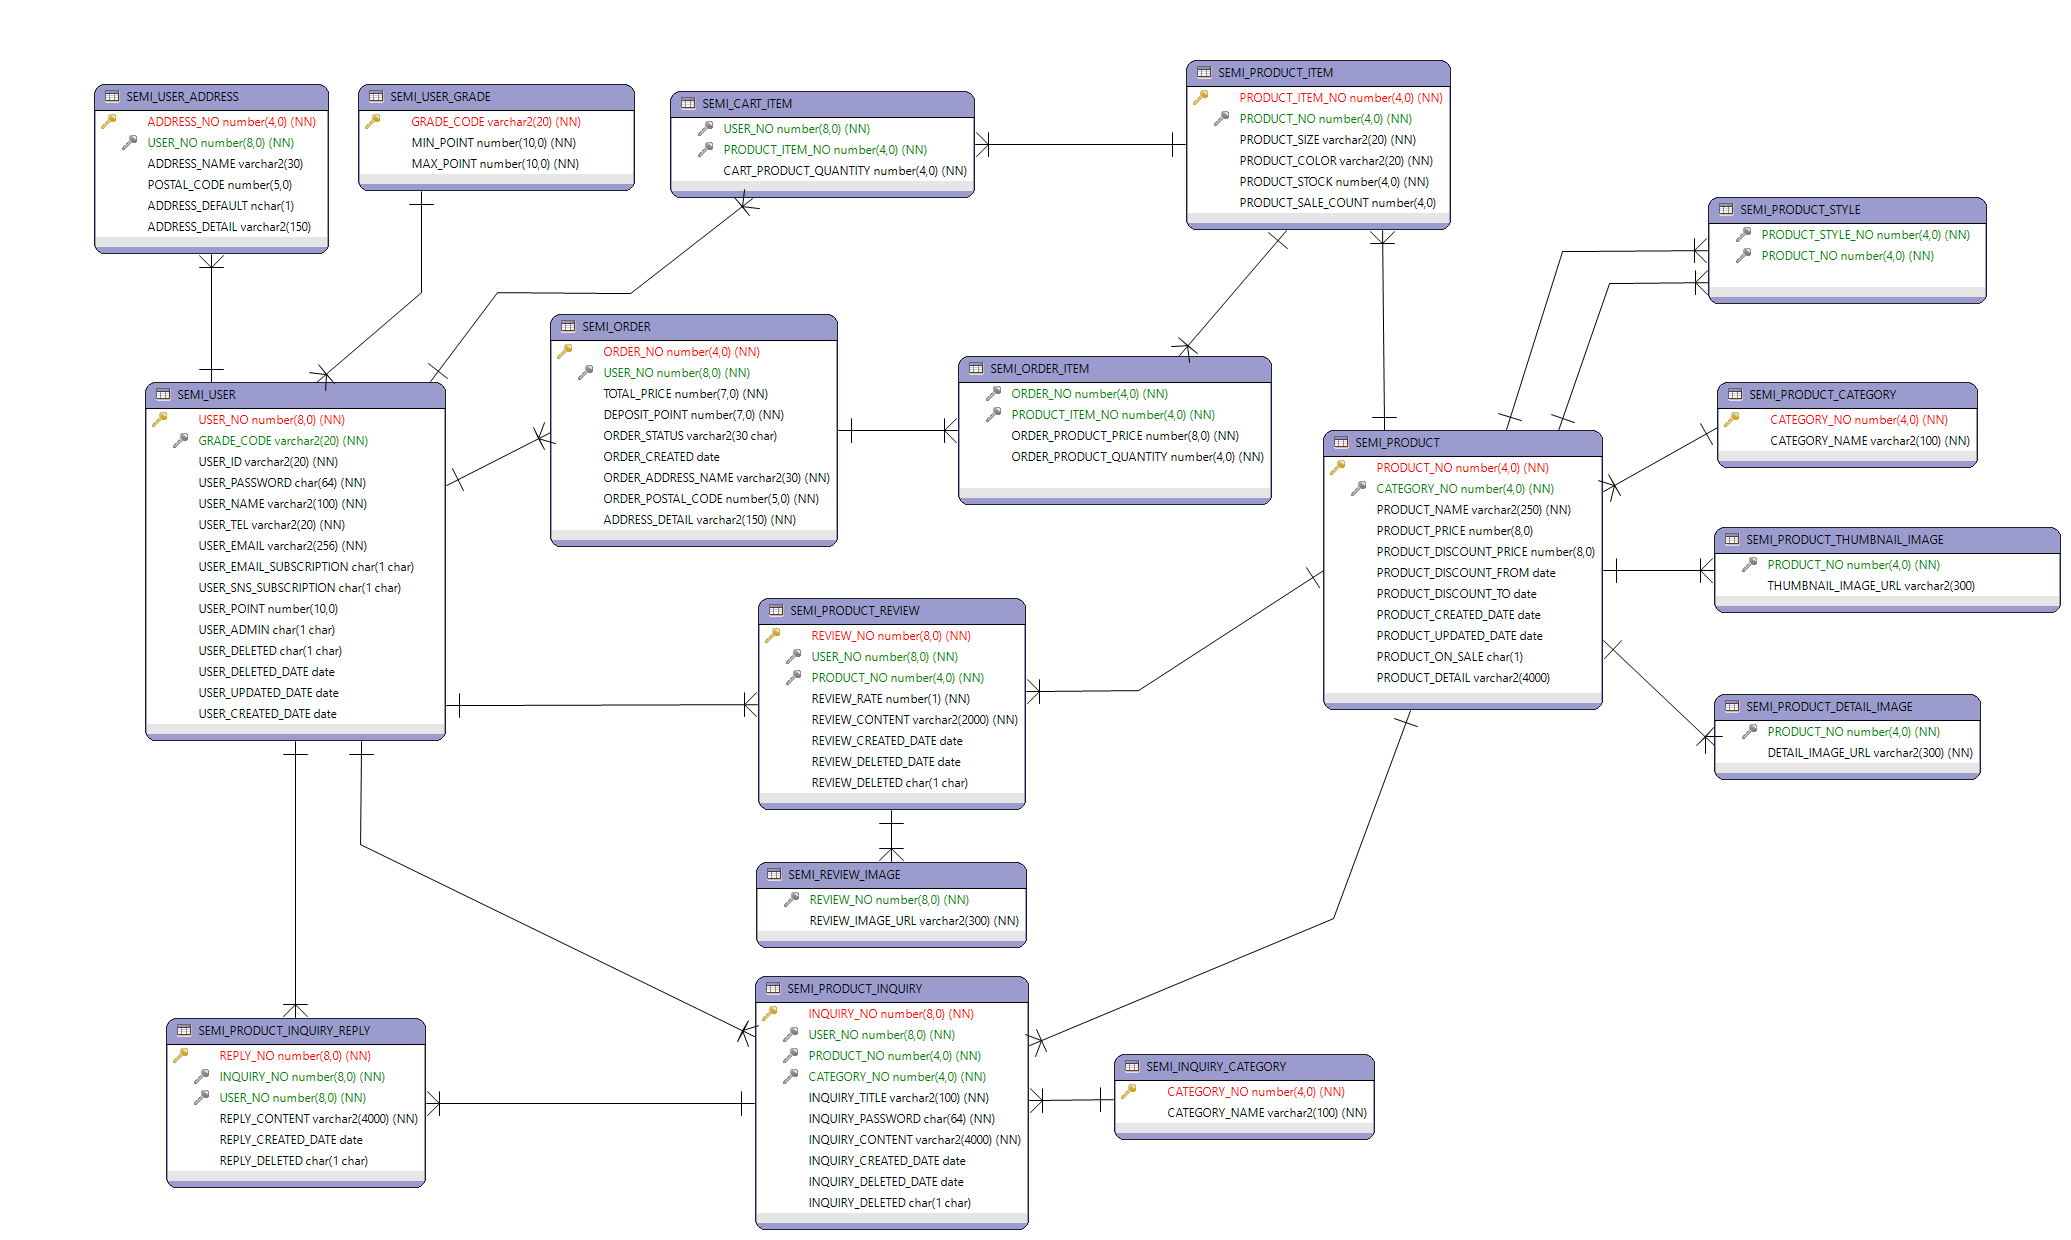 SEMI_USER_ADDRESS
ADDRESS_NO number(4,0) (NN)
USER_NO number(8,0) (NN)
ADDRESS_NAME varchar2(30)
POSTAL_CODE number(5,0)
ADDRESS_DEFAULT nchar(1)
ADDRESS_DETAIL varchar2(150)
SEMI_USER_GRADE
GRADE_CODE varchar2(20) (NN)
MIN_POINT number(10,0) (NN)
MAX_POINT number(10,0) (NN)
SEMI_CART_ITEM
USER_NO number(8,0) (NN)
PRODUCT_ITEM_NO number(4,0) (NN)
CART_PRODUCT_QUANTITY number(4,0) (NN)
SEMI_PRODUCT_ITEM
PRODUCT_ITEM_NO number(4,0) (NN)
PRODUCT_NO number(4,0) (NN)
PRODUCT_SIZE varchar2(20) (NN)
PRODUCT_COLOR varchar2(20) (NN)
PRODUCT_STOCK number(4,0) (NN)
PRODUCT_SALE_COUNT number(4,0)
SEMI_PRODUCT_STYLE
PRODUCT_STYLE_NO number(4,0) (NN)
PRODUCT_NO number(4,0) (NN)
SEMI_USER
USER_NO number(8,0) (NN)
GRADE_CODE varchar2(20) (NN)
USER_ID varchar2(20) (NN)
USER_PASSWORD char(64) (NN)
USER_NAME varchar2(100) (NN)
USER_TEL varchar2(20) (NN)
USER_EMAIL varchar2(256) (NN)
USER_EMAIL_SUBSCRIPTION char(1 char)
USER_SNS_SUBSCRIPTION char(1 char)
USER_POINT number(10,0)
USER_ADMIN char(1 char)
USER_DELETED char(1 char)
USER_DELETED_DATE date
USER_UPDATED_DATE date
USER_CREATED_DATE date
SEMI_ORDER
ORDER_NO number(4,0) (NN)
USER_NO number(8,0) (NN)
TOTAL_PRICE number(7,0) (NN)
DEPOSIT_POINT number(7,0) (NN)
ORDER_STATUS varchar2(30 char)
ORDER_CREATED date
ORDER_ADDRESS_NAME varchar2(30) (NN)
ORDER_POSTAL_CODE number(5,0) (NN)
ADDRESS_DETAIL varchar2(150) (NN)
SEMI_ORDER_ITEM
ORDER_NO number(4,0) (NN)
PRODUCT_ITEM_NO number(4,0) (NN)
ORDER_PRODUCT_PRICE number(8,0) (NN)
ORDER_PRODUCT_QUANTITY number(4,0) (NN)
SEMI_PRODUCT
PRODUCT_NO number(4,0) (NN)
CATEGORY_NO number(4,0) (NN)
PRODUCT_NAME varchar2(250) (NN)
PRODUCT_PRICE number(8,0)
PRODUCT_DISCOUNT_PRICE number(8,0)
PRODUCT_DISCOUNT_FROM date
PRODUCT_DISCOUNT_TO date
PRODUCT_CREATED_DATE date
PRODUCT_UPDATED_DATE date
PRODUCT_ON_SALE char(1)
PRODUCT_DETAIL varchar2(4000)
SEMI_PRODUCT_CATEGORY
CATEGORY_NO number(4,0) (NN)
CATEGORY_NAME varchar2(100) (NN)
SEMI_PRODUCT_THUMBNAIL_IMAGE
PRODUCT_NO number(4,0) (NN)
THUMBNAIL_IMAGE_URL varchar2(300)
SEMI_PRODUCT_DETAIL_IMAGE
PRODUCT_NO number(4,0) (NN)
DETAIL_IMAGE_URL varchar2(300) (NN)
SEMI_PRODUCT_REVIEW
REVIEW_NO number(8,0) (NN)
USER_NO number(8,0) (NN)
PRODUCT_NO number(4,0) (NN)
REVIEW_RATE number(1) (NN)
REVIEW_CONTENT varchar2(2000) (NN)
REVIEW_CREATED_DATE date
REVIEW_DELETED_DATE date
REVIEW_DELETED char(1 char)
SEMI_REVIEW_IMAGE
REVIEW_NO number(8,0) (NN)
REVIEW_IMAGE_URL varchar2(300) (NN)
SEMI_PRODUCT_INQUIRY_REPLY
REPLY_NO number(8,0) (NN)
INQUIRY_NO number(8,0) (NN)
USER_NO number(8,0) (NN)
REPLY_CONTENT varchar2(4000) (NN)
REPLY_CREATED_DATE date
REPLY_DELETED char(1 char)
SEMI_PRODUCT_INQUIRY
INQUIRY_NO number(8,0) (NN)
USER_NO number(8,0) (NN)
PRODUCT_NO number(4,0) (NN)
CATEGORY_NO number(4,0) (NN)
INQUIRY_TITLE varchar2(100) (NN)
INQUIRY_PASSWORD char(64) (NN)
INQUIRY_CONTENT varchar2(4000) (NN)
INQUIRY_CREATED_DATE date
INQUIRY_DELETED_DATE date
INQUIRY_DELETED char(1 char)
SEMI_INQUIRY_CATEGORY
CATEGORY_NO number(4,0) (NN)
CATEGORY_NAME varchar2(100) (NN)